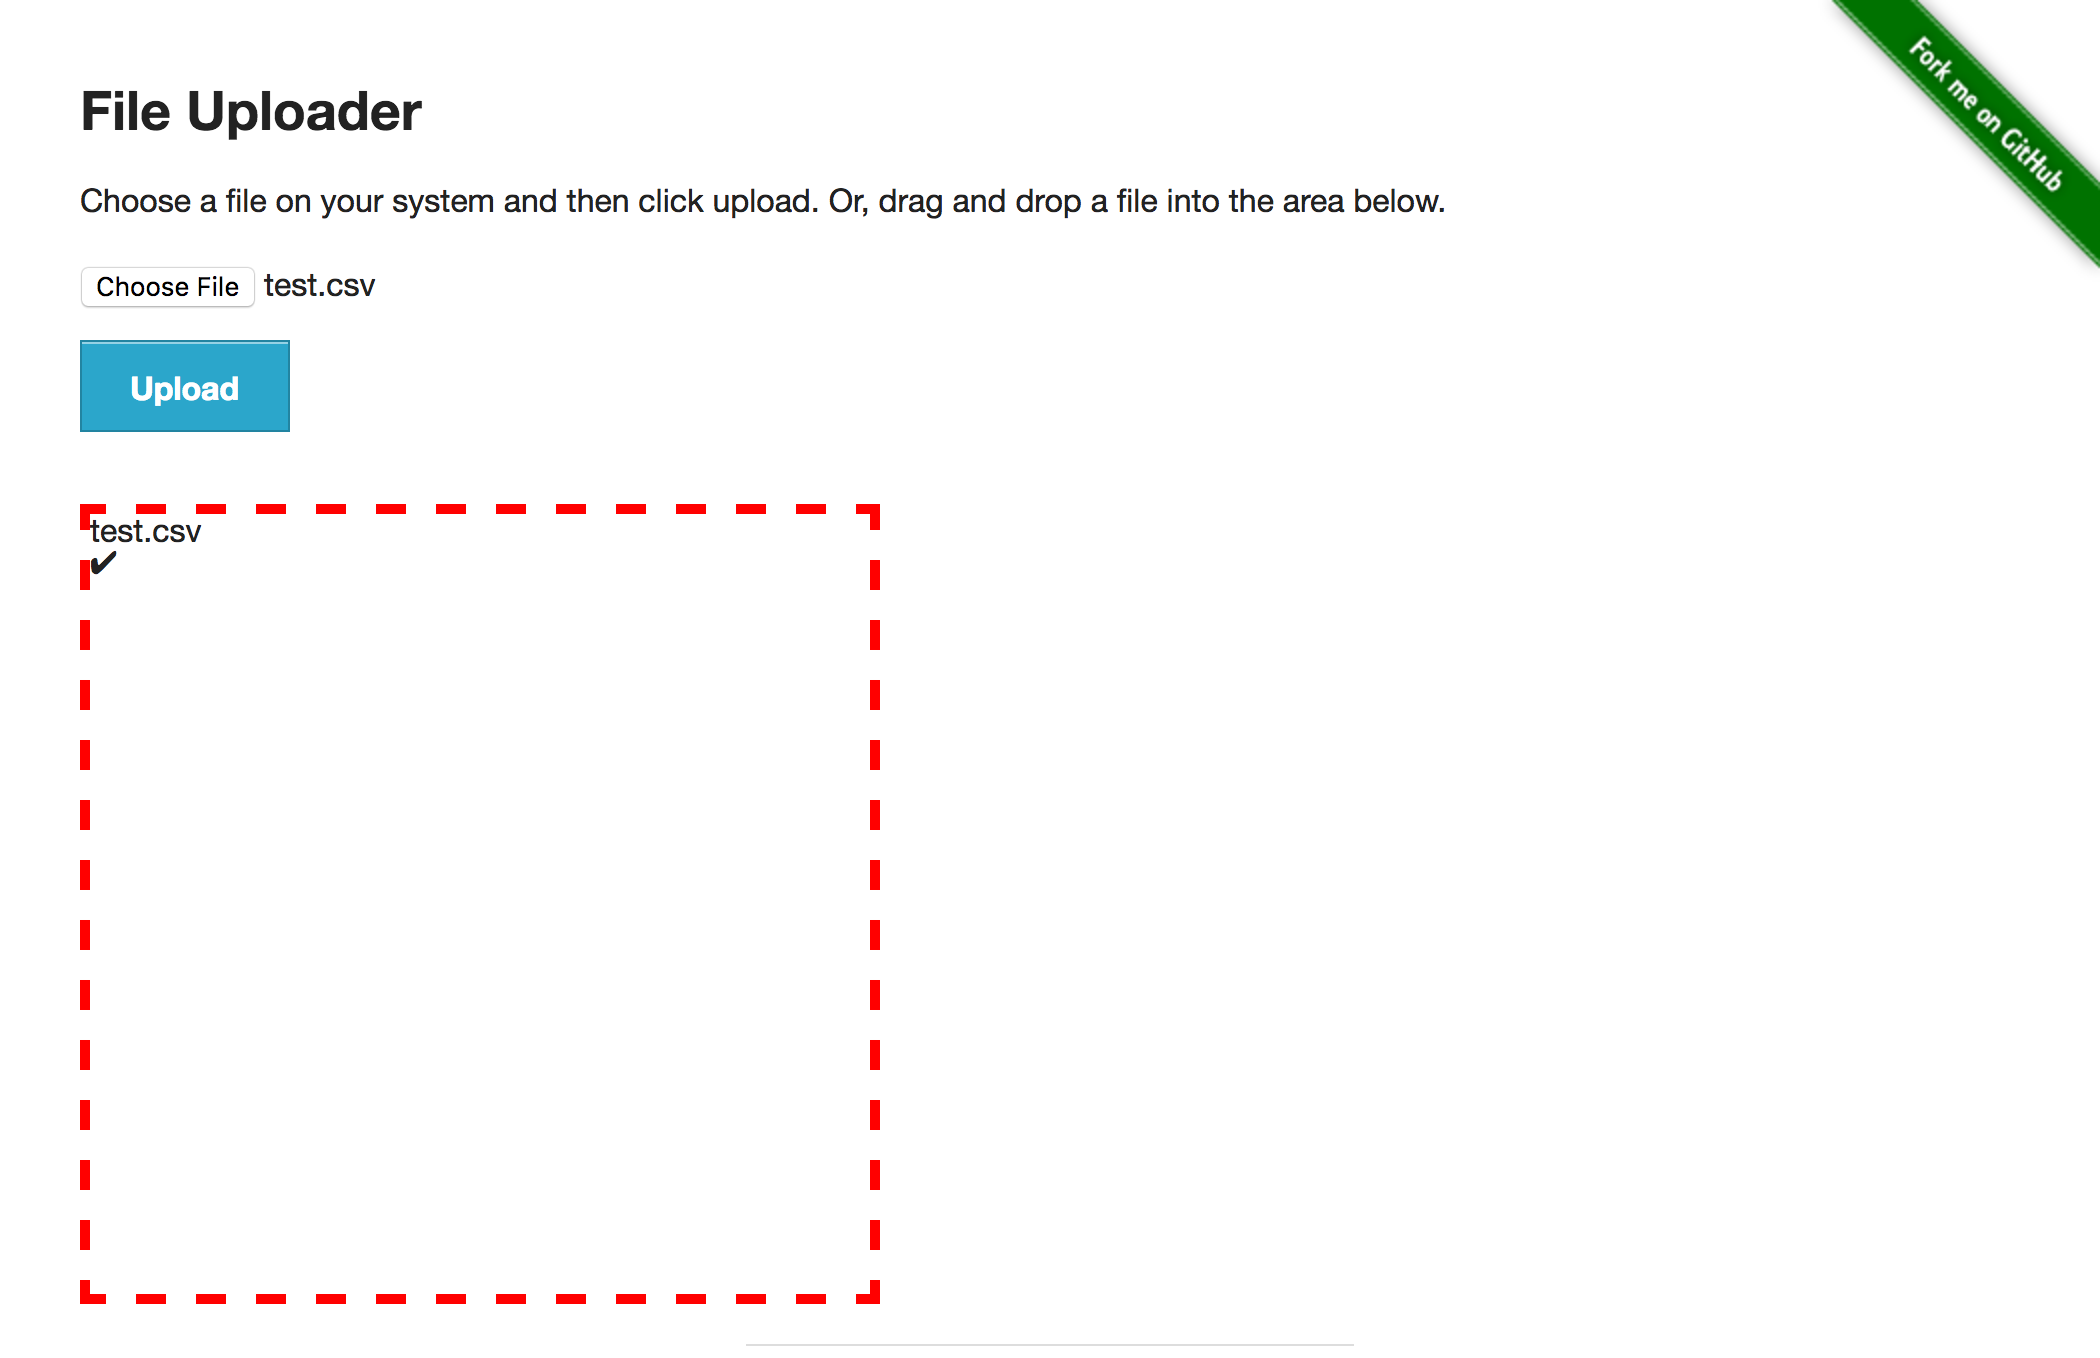 Fork me on GitHub
File Uploader
Choose a file on your system and then click upload. Or, drag and drop a file into the area below.
Choose File test.csv
Upload
test.csv
✔